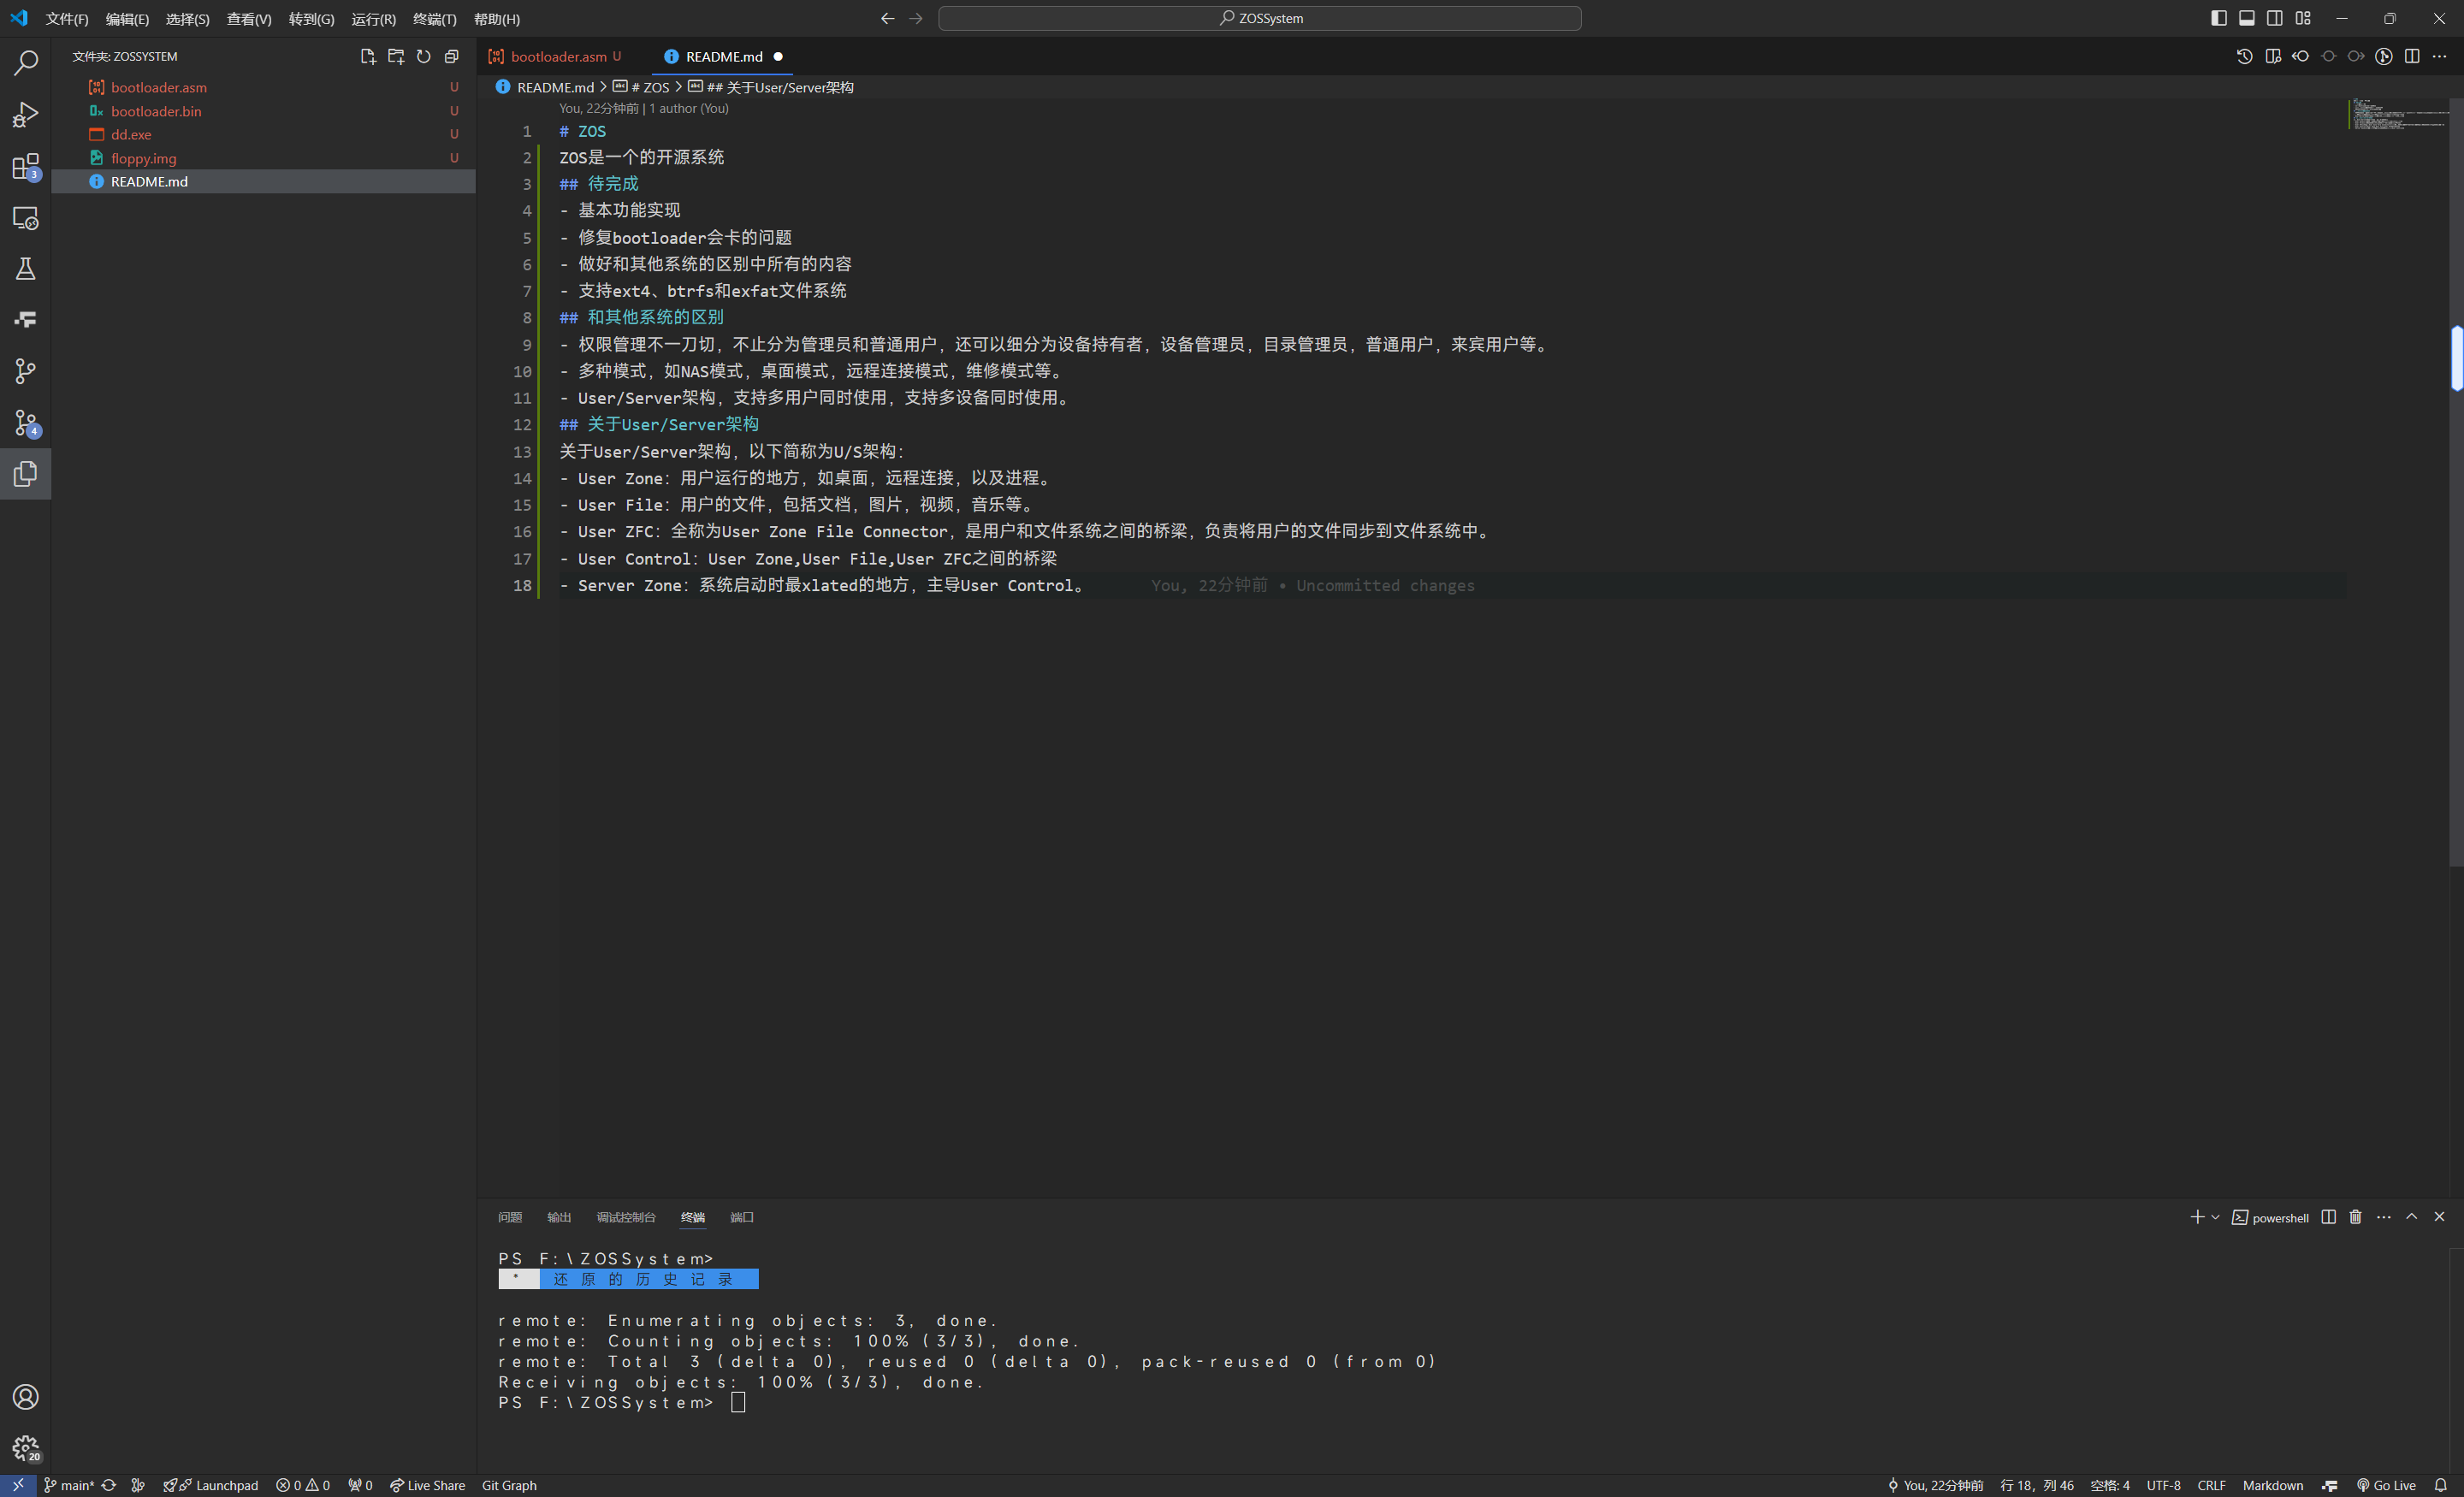 文件(F) 编辑(E) 选择(S) 查看(V) 转到(G) 运行(R) 终端(T) 帮助(H)
ZOSSystem
文件夹: ZOSSYSTEM
bootloader.asm U
bootloader.bin U
dd.exe U
floppy.img U
README.md
3
4
20
bootloader.asm U
README.md
README.md > # ZOS > ## 关于User/Server架构
You, 22分钟前 | 1 author (You)
1 # ZOS
2 ZOS是一个的开源系统
3 ## 待完成
4 - 基本功能实现
5 - 修复bootloader会卡的问题
6 - 做好和其他系统的区别中所有的内容
7 - 支持ext4、btrfs和exfat文件系统
8 ## 和其他系统的区别
9 - 权限管理不一刀切，不止分为管理员和普通用户，还可以细分为设备持有者，设备管理员，目录管理员，普通用户，来宾用户等。
10 - 多种模式，如NAS模式，桌面模式，远程连接模式，维修模式等。
11 - User/Server架构，支持多用户同时使用，支持多设备同时使用。
12 ## 关于User/Server架构
13 关于User/Server架构，以下简称为U/S架构：
14 - User Zone：用户运行的地方，如桌面，远程连接，以及进程。
15 - User File：用户的文件，包括文档，图片，视频，音乐等。
16 - User ZFC：全称为User Zone File Connector，是用户和文件系统之间的桥梁，负责将用户的文件同步到文件系统中。
17 - User Control：User Zone,User File,User ZFC之间的桥梁
18 - Server Zone：系统启动时最xlated的地方，主导User Control。 You, 22分钟前 • Uncommitted changes
问题 输出 调试控制台 终端 端口
powershell
PS F:\ZOSSystem>
* 还原的历史记录
remote: Enumerating objects: 3, done.
remote: Counting objects: 100% (3/3), done.
remote: Total 3 (delta 0), reused 0 (delta 0), pack-reused 0 (from 0)
Receiving objects: 100% (3/3), done.
PS F:\ZOSSystem>
main* Launchpad 0 0 0 Live Share Git Graph
You, 22分钟前 行 18，列 46 空格: 4 UTF-8 CRLF Markdown Go Live